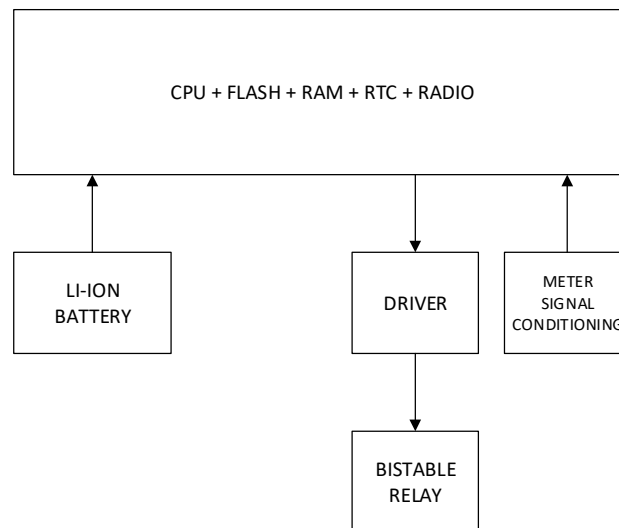 CPU + FLASH + RAM + RTC + RADIO
LI-ION
BATTERY
DRIVER
METER
SIGNAL
CONDITIONING
BISTABLE
RELAY